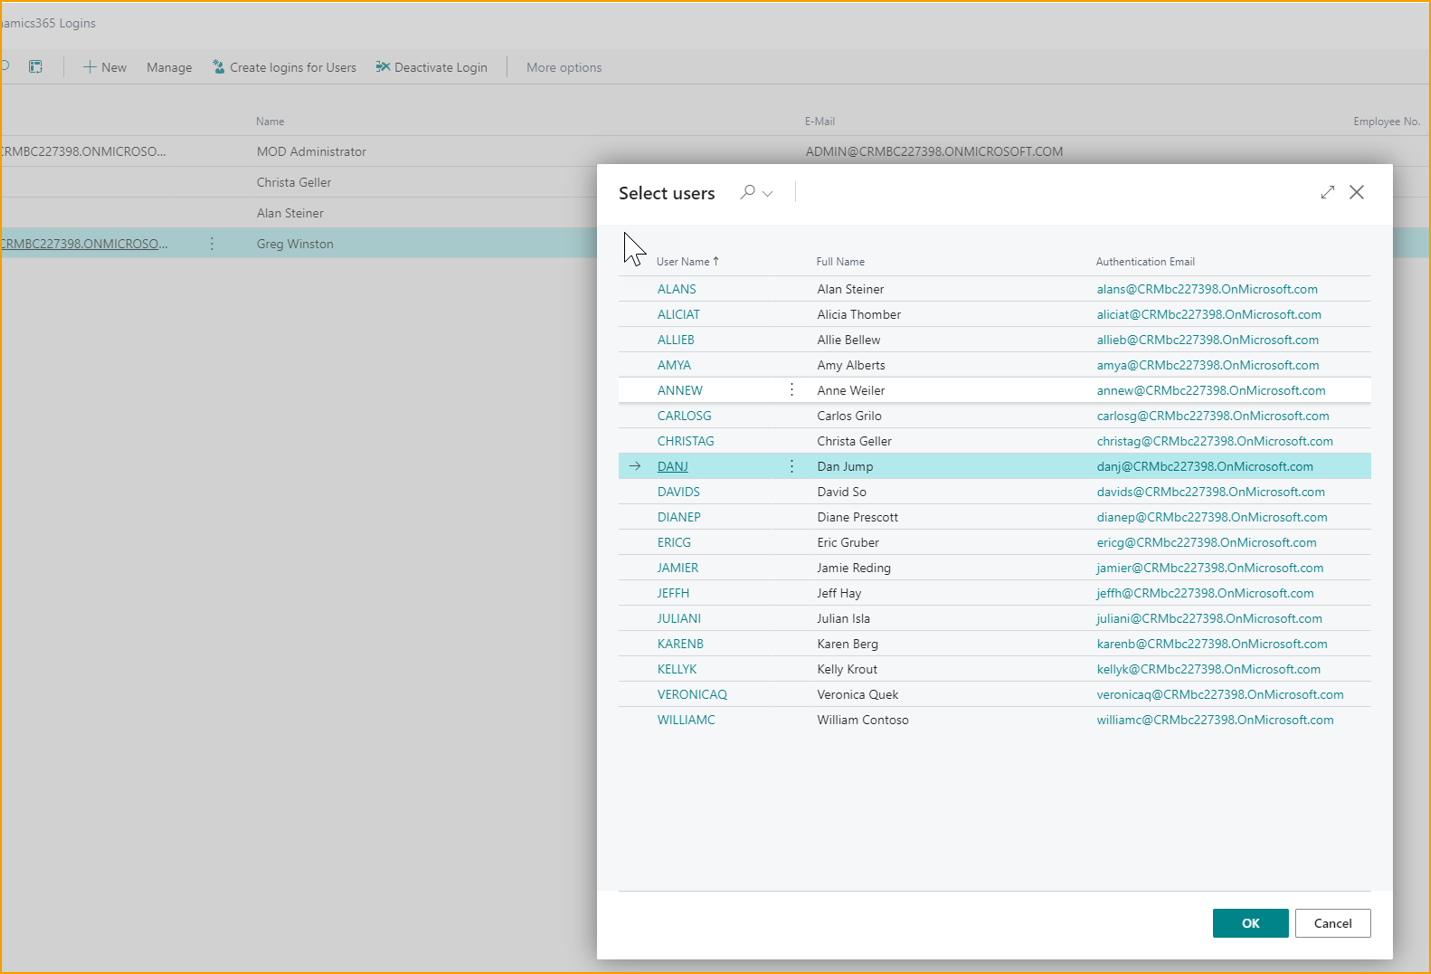 namics365 Logins
New Manage Create logins for Users Deactivate Login More options
Name E-Mail Employee No.
CRMBC227398.ONMICROSO... MOD Administrator ADMIN@CRMBC227398.ONMICROSOFT.COM
Christa Geller
Alan Steiner
CRMBC227398.ONMICROSO... Greg Winston
Select users
User Name Full Name Authentication Email
ALANS Alan Steiner alans@CRMbc227398.OnMicrosoft.com
ALICIAT Alicia Thomber aliciat@CRMbc227398.OnMicrosoft.com
ALLIEB Allie Bellew allieb@CRMbc227398.OnMicrosoft.com
AMYA Amy Alberts amya@CRMbc227398.OnMicrosoft.com
ANNEW Anne Weiler annew@CRMbc227398.OnMicrosoft.com
CARLOSG Carlos Grilo carlosg@CRMbc227398.OnMicrosoft.com
CHRISTAG Christa Geller christag@CRMbc227398.OnMicrosoft.com
DANJ Dan Jump danj@CRMbc227398.OnMicrosoft.com
DAVIDS David So davids@CRMbc227398.OnMicrosoft.com
DIANEP Diane Prescott dianep@CRMbc227398.OnMicrosoft.com
ERICG Eric Gruber ericg@CRMbc227398.OnMicrosoft.com
JAMIER Jamie Reding jamier@CRMbc227398.OnMicrosoft.com
JEFFH Jeff Hay jeffh@CRMbc227398.OnMicrosoft.com
JULIANI Julian Isla juliani@CRMbc227398.OnMicrosoft.com
KARENB Karen Berg karenb@CRMbc227398.OnMicrosoft.com
KELLYK Kelly Krout kellyk@CRMbc227398.OnMicrosoft.com
VERONICAQ Veronica Quek veronicaq@CRMbc227398.OnMicrosoft.com
WILLIAMC William Contoso williamc@CRMbc227398.OnMicrosoft.com
OK Cancel